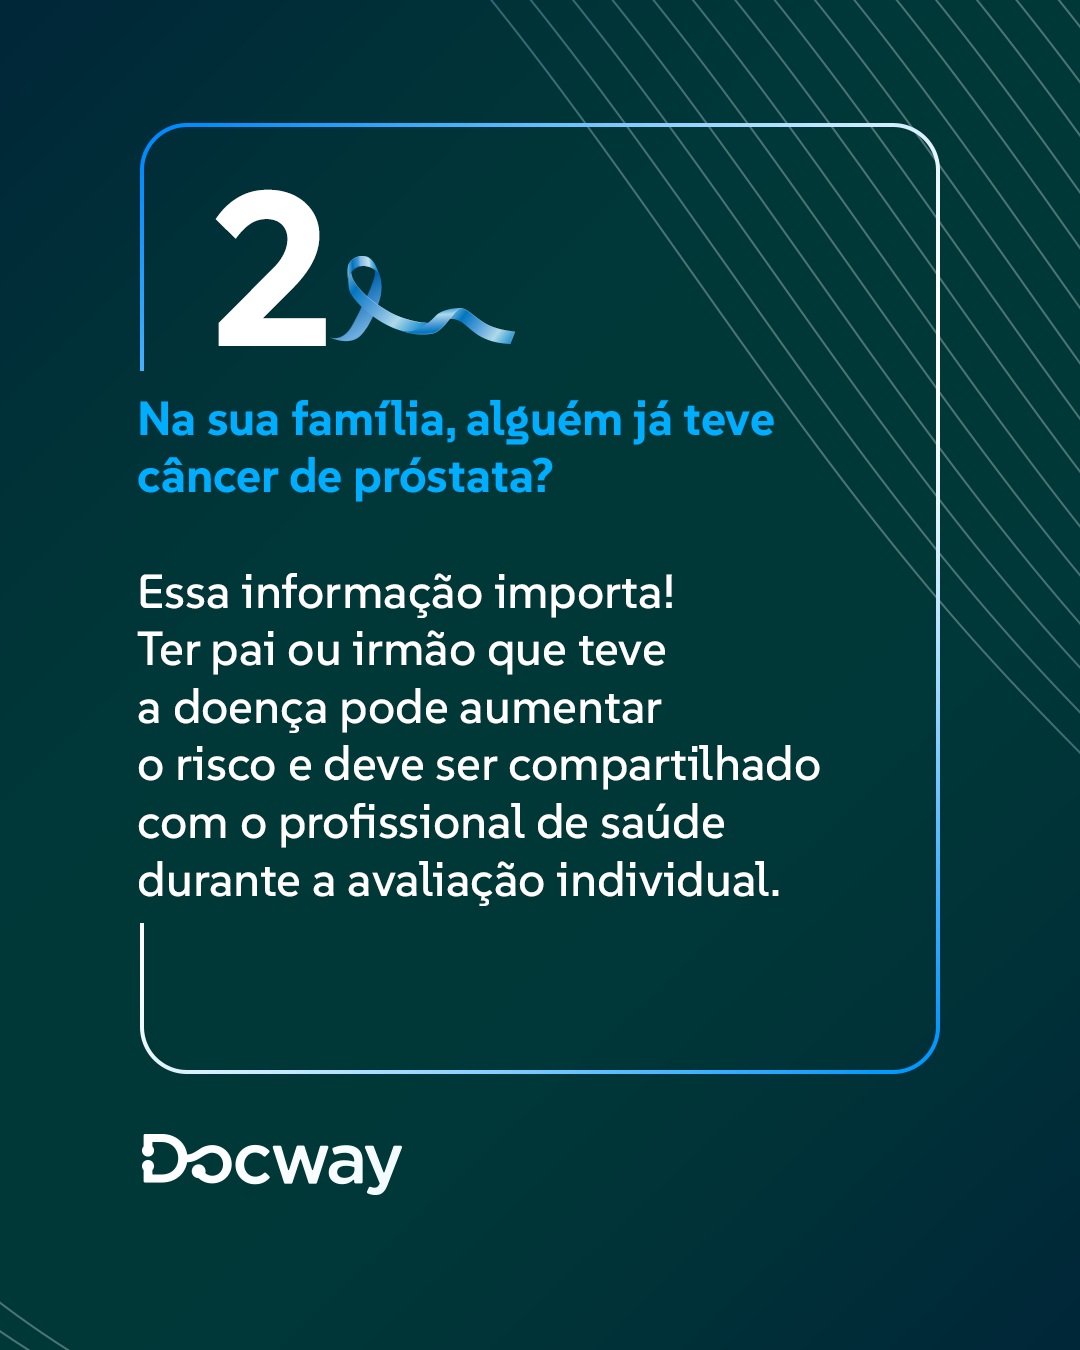 2
Na sua família, alguém já teve
câncer de próstata?
Essa informação importa!
Ter pai ou irmão que teve
a doença pode aumentar
o risco e deve ser compartilhado
com o profissional de saúde
durante a avaliação individual.
Docway